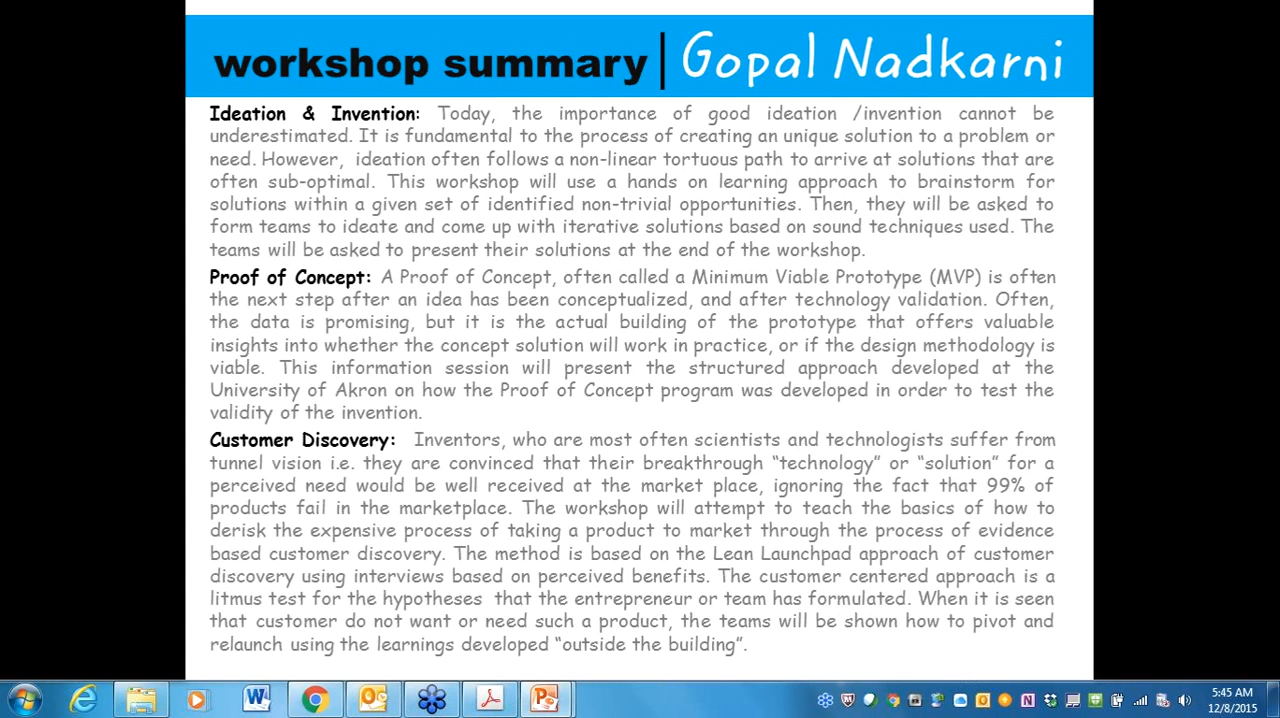 workshop summary | Gopal Nadkarni
Ideation & Invention: Today, the importance of good ideation /invention cannot be
underestimated. It is fundamental to the process of creating an unique solution to a problem or
need. However, ideation often follows a non-linear tortuous path to arrive at solutions that are
often sub-optimal. This workshop will use a hands on learning approach to brainstorm for
solutions within a given set of identified non-trivial opportunities. Then, they will be asked to
form teams to ideate and come up with iterative solutions based on sound techniques used. The
teams will be asked to present their solutions at the end of the workshop.
Proof of Concept: A Proof of Concept, often called a Minimum Viable Prototype (MVP) is often
the next step after an idea has been conceptualized, and after technology validation. Often,
the data is promising, but it is the actual building of the prototype that offers valuable
insights into whether the concept solution will work in practice, or if the design methodology is
viable. This information session will present the structured approach developed at the
University of Akron on how the Proof of Concept program was developed in order to test the
validity of the invention.
Customer Discovery: Inventors, who are most often scientists and technologists suffer from
tunnel vision i.e. they are convinced that their breakthrough “technology” or “solution” for a
perceived need would be well received at the market place, ignoring the fact that 99% of
products fail in the marketplace. The workshop will attempt to teach the basics of how to
derisk the expensive process of taking a product to market through the process of evidence
based customer discovery. The method is based on the Lean Launchpad approach of customer
discovery using interviews based on perceived benefits. The customer centered approach is a
litmus test for the hypotheses that the entrepreneur or team has formulated. When it is seen
that customer do not want or need such a product, the teams will be shown how to pivot and
relaunch using the learnings developed “outside the building”.
5:45 AM
12/8/2015